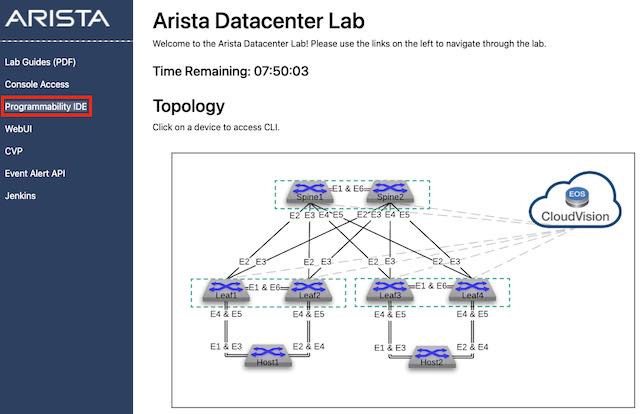 ARISTA
Lab Guides (PDF)
Console Access
Programmability IDE
WebUI
CVP
Event Alert API
Jenkins
Arista Datacenter Lab
Welcome to the Arista Datacenter Lab! Please use the links on the left to navigate through the lab.
Time Remaining: 07:50:03
Topology
Click on a device to access CLI.
Spine1 E1 & E6 Spine2
E2 E3 E4 E5 E2 E3 E4 E5
EOS
CloudVision
E2 E3 E2 E3 E2 E3 E2 E3
Leaf1 E1 & E6 Leaf2 Leaf3 E1 & E6 Leaf4
E4 & E5 E4 & E5 E4 & E5 E4 & E5
E1 & E3 E2 & E4 E1 & E3 E2 & E4
Host1 Host2